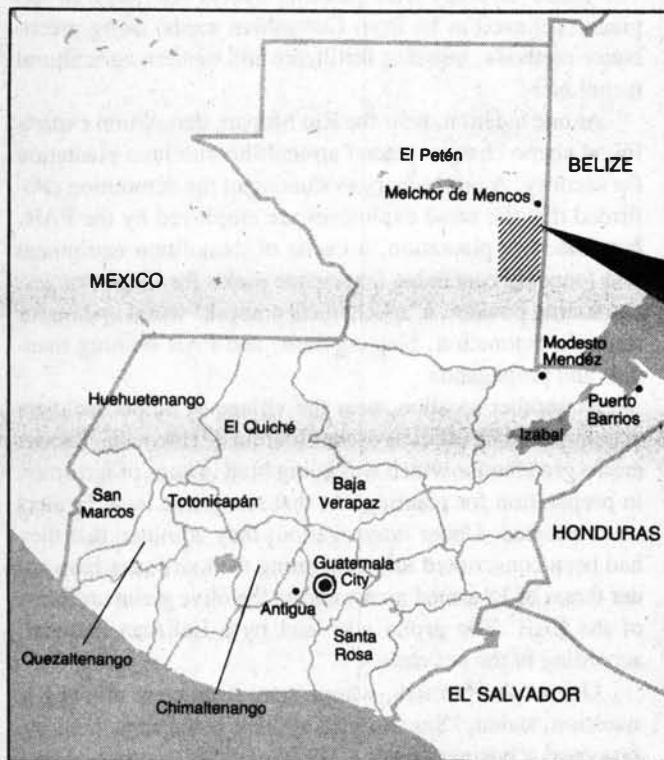 El Petén
BELIZE
Melchor de Mencos
MEXICO
Modesto
Mendéz
Huehuetenango
Puerto
Barrios
El Quiché
Izabal
San
Marcos
Totonicapán
Baja
Verapaz
HONDURAS
Guatemala
City
Antigua
Quezaltenango
Santa
Rosa
Chimaltenango
EL SALVADOR